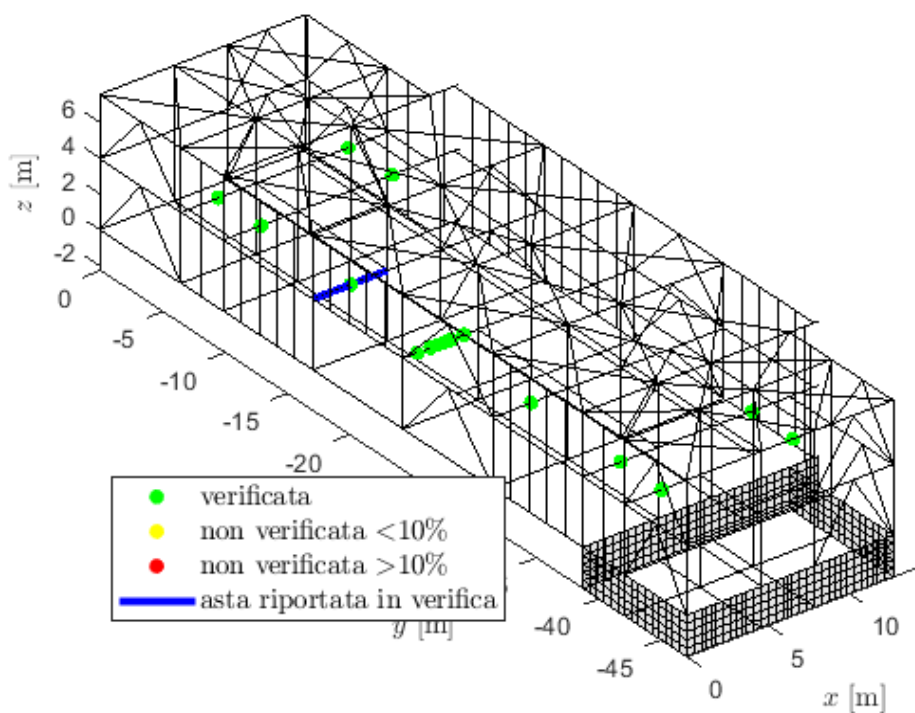 6
4
2
0
-2
z [m]
0
-5
-10
-15
-20
verificata
non verificata <10%
non verificata >10%
asta riportata in verifica
y [m]
-40
-45
0
5
10
x [m]